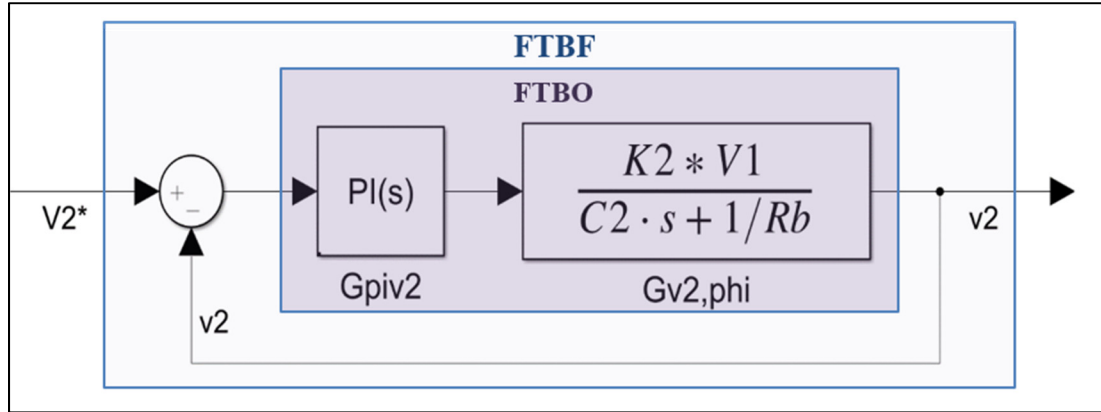 FTBF
FTBO
+
−
PI(s)
K2 * V1
C2 · s + 1/Rb
V2*
v2
Gpiv2
Gv2,phi
v2